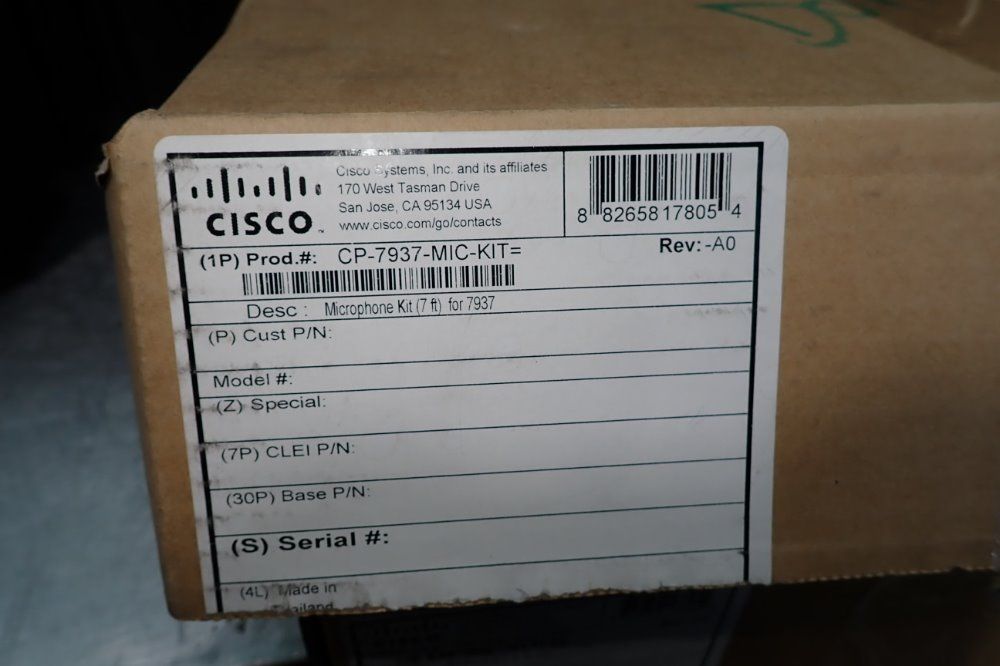 CISCO
Cisco Systems, Inc. and its affiliates
170 West Tasman Drive
San Jose, CA 95134 USA
www.cisco.com/go/contacts
8 82658 17805 4
(1P) Prod.#: CP-7937-MIC-KIT=
Rev:-A0
Desc : Microphone Kit (7 ft) for 7937
(P) Cust P/N:
Model #:
(Z) Special:
(7P) CLEI P/N:
(30P) Base P/N:
(S) Serial #:
(4L) Made in
Thailand